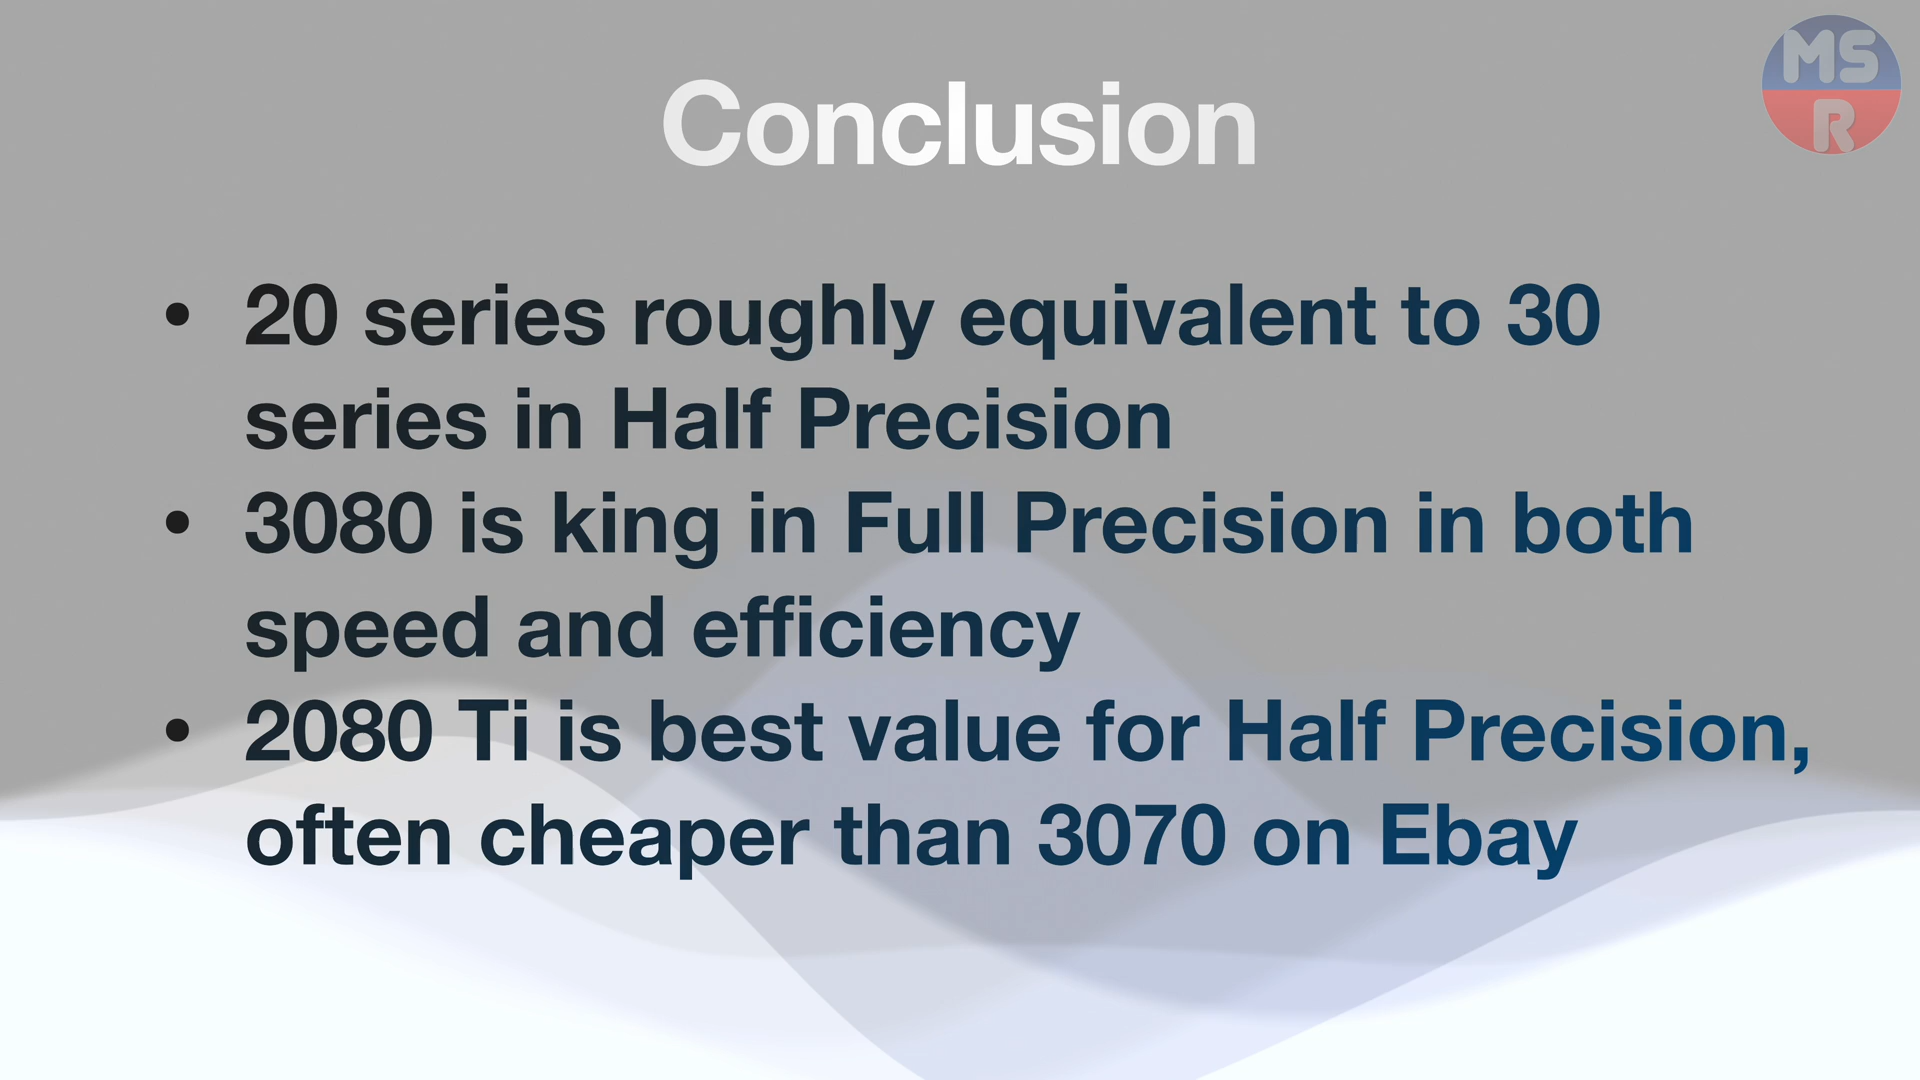 MS
R
Conclusion
• 20 series roughly equivalent to 30
series in Half Precision
• 3080 is king in Full Precision in both
speed and efficiency
• 2080 Ti is best value for Half Precision,
often cheaper than 3070 on Ebay